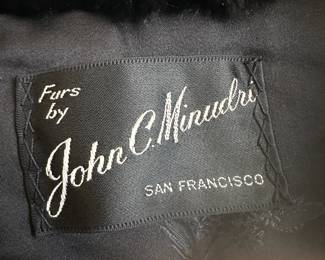 Furs
by
John C. Minudri
SAN FRANCISCO